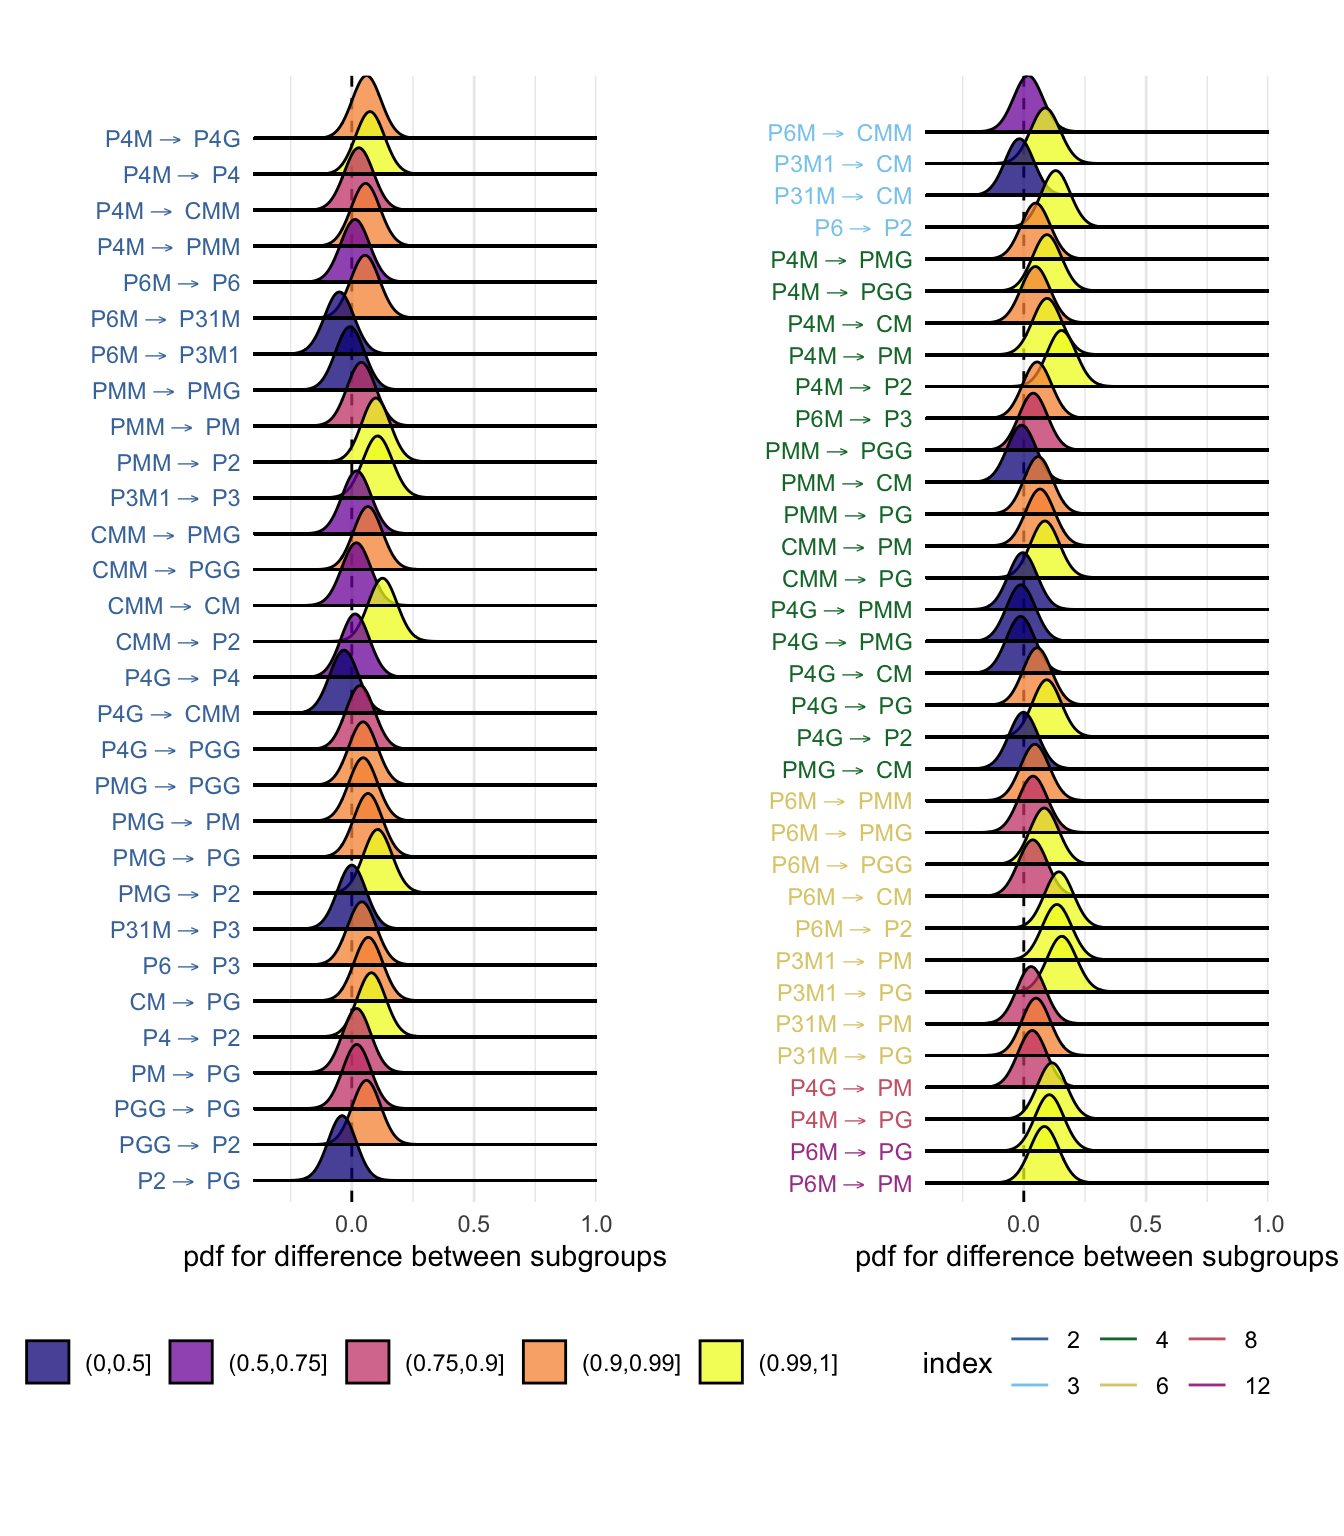 P4M → P4G
P4M → P4
P4M → CMM
P4M → PMM
P6M → P6
P6M → P31M
P6M → P3M1
PMM → PMG
PMM → PM
PMM → P2
P3M1 → P3
CMM → PMG
CMM → PGG
CMM → CM
CMM → P2
P4G → P4
P4G → CMM
P4G → PGG
PMG → PGG
PMG → PM
PMG → PG
PMG → P2
P31M → P3
P6 → P3
CM → PG
P4 → P2
PM → PG
PGG → PG
PGG → P2
P2 → PG
0.0 0.5 1.0
pdf for difference between subgroups
P6M → CMM
P3M1 → CM
P31M → CM
P6 → P2
P4M → PMG
P4M → PGG
P4M → CM
P4M → PM
P4M → P2
P6M → P3
PMM → PGG
PMM → CM
PMM → PG
CMM → PM
CMM → PG
P4G → PMM
P4G → PMG
P4G → CM
P4G → PG
P4G → P2
PMG → CM
P6M → PMM
P6M → PMG
P6M → PGG
P6M → CM
P6M → P2
P3M1 → PM
P3M1 → PG
P31M → PM
P31M → PG
P4G → PM
P4M → PG
P6M → PG
P6M → PM
0.0 0.5 1.0
pdf for difference between subgroups
(0,0.5] (0.5,0.75] (0.75,0.9] (0.9,0.99] (0.99,1]
index
2 4 8
3 6 12